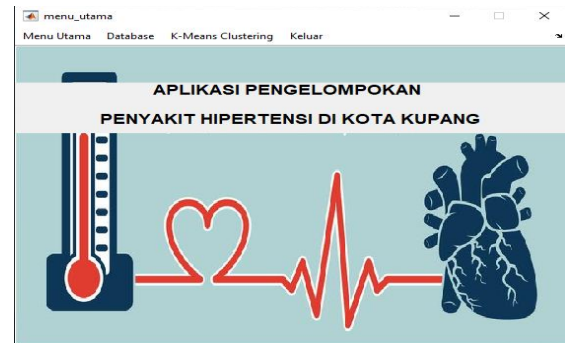 menu_utama
Menu Utama Database K-Means Clustering Keluar
APLIKASI PENGELOMPOKAN
PENYAKIT HIPERTENSI DI KOTA KUPANG